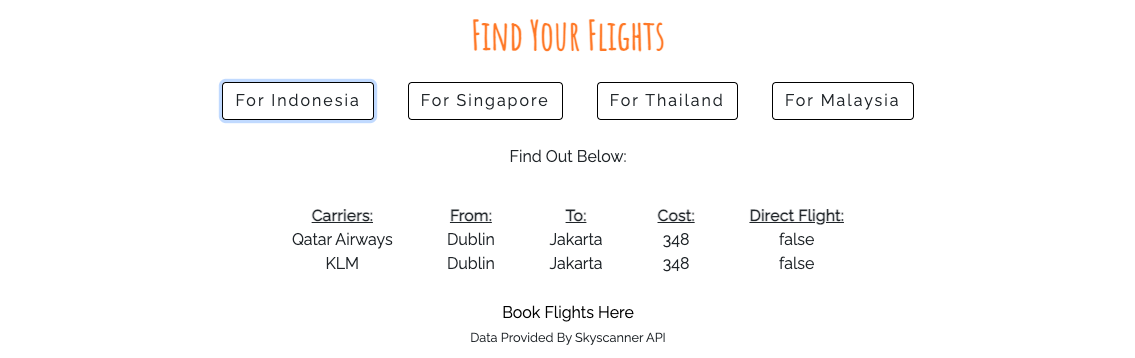 Find Your Flights
For Indonesia For Singapore For Thailand For Malaysia
Find Out Below:
Carriers: From: To: Cost: Direct Flight:
Qatar Airways Dublin Jakarta 348 false
KLM Dublin Jakarta 348 false
Book Flights Here
Data Provided By Skyscanner API